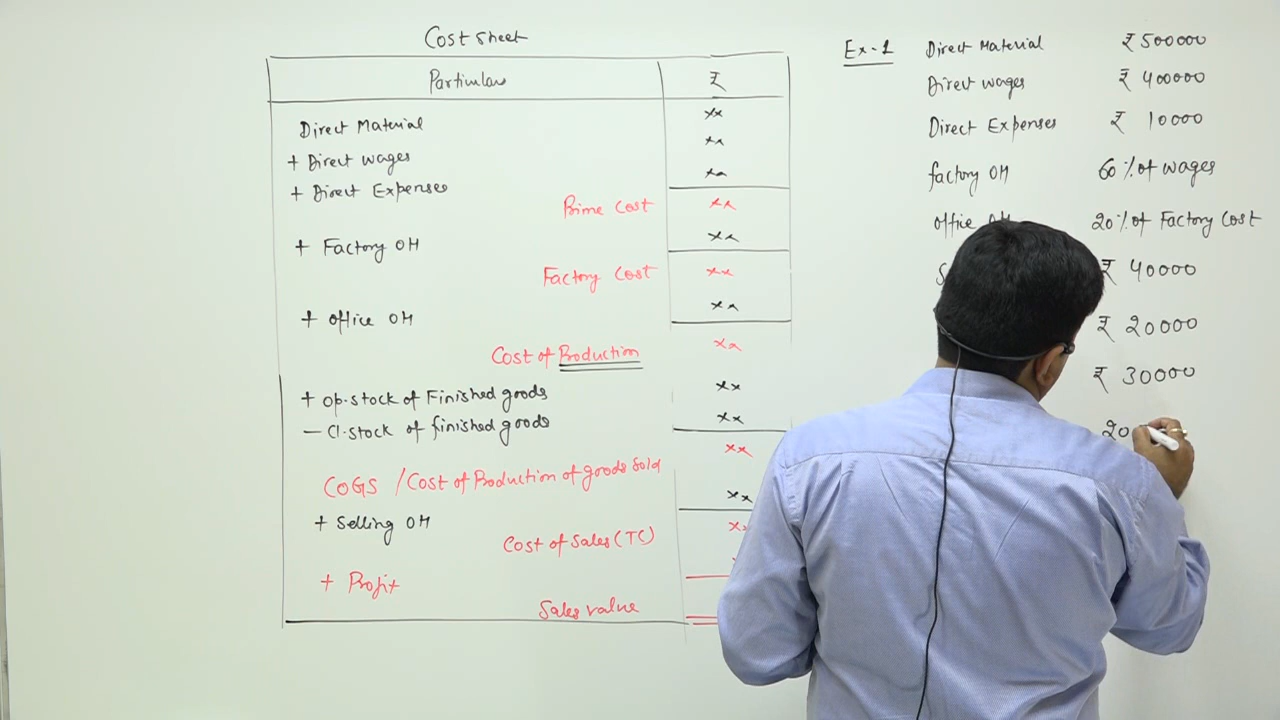 Cost Sheet
Particulars ₹
Direct Material xx
+ Direct wages xx
+ Direct Expenses xx
Prime Cost xx
+ Factory OH xx
Factory Cost xx
+ Office OH xx
Cost of Production xx
+ Op. stock of Finished goods xx
- Cl. stock of finished goods xx
COGS / Cost of Production of goods Sold xx
+ Selling OH xx
Cost of Sales (TC)
+ Profit
Sales value
Ex-1 Direct Material ₹ 500000
Direct wages ₹ 400000
Direct Expenses ₹ 10000
factory OH 60 % of wages
office 20% of Factory Cost
₹ 40000
₹ 20000
₹ 30000